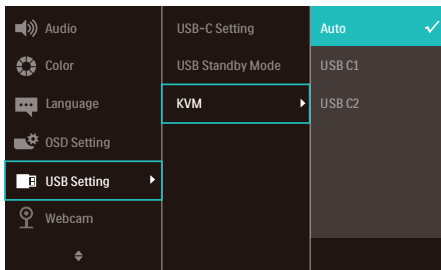 Audio
Color
Language
OSD Setting
USB Setting
Webcam
USB-C Setting
USB Standby Mode
KVM
Auto
USB C1
USB C2